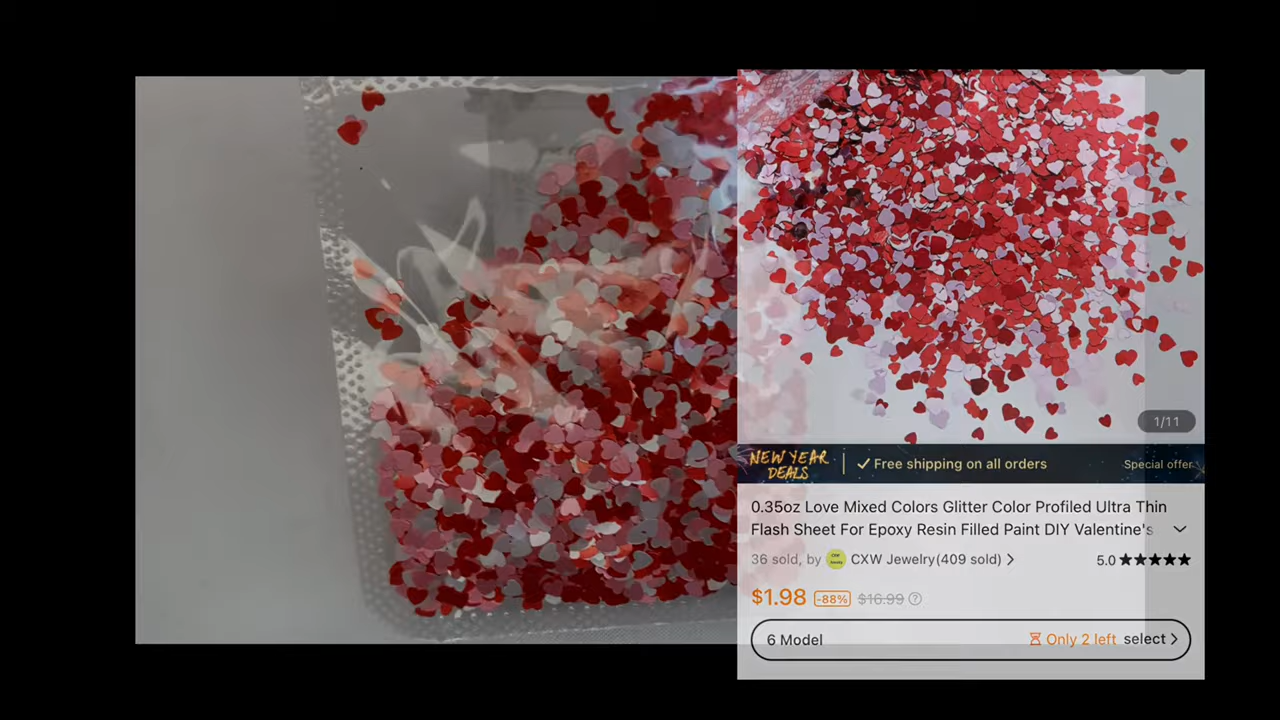 1/11
NEW YEAR
DEALS
✓ Free shipping on all orders
Special offer
0.35oz Love Mixed Colors Glitter Color Profiled Ultra Thin
Flash Sheet For Epoxy Resin Filled Paint DIY Valentine's
36 sold, by CXW Jewelry(409 sold) >
5.0 ★★★★★
$1.98 -88% $16.99 ?
6 Model
Only 2 left select >